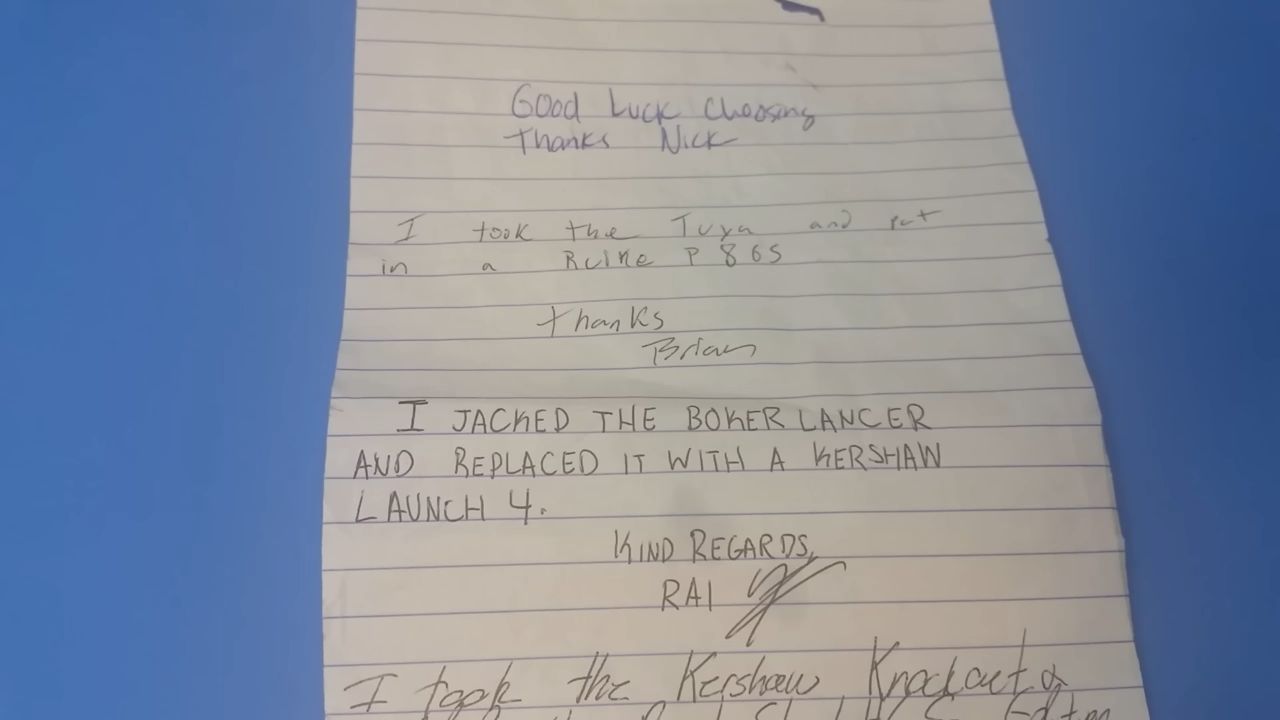 Good Luck Choosing
Thanks Nick
I took the Tuya and put
in a Ruike P 865
Thanks
Brian
I JACKED THE BOKER LANCER
AND REPLACED IT WITH A KERSHAW
LAUNCH 4.
KIND REGARDS,
RAI
I took the Kershaw Knockout &